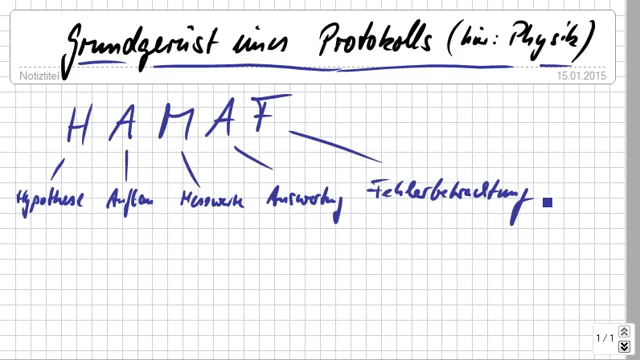 Grundgerüst eines Protokolls (hier: Physik)
Notiztitel 15.01.2015
H A M A F
Hypothese Aufbau Messwerte Auswertung Fehlerbetrachtung
1 / 1